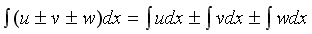 ∫(u ± v ± w)dx = ∫udx ± ∫vdx ± ∫wdx